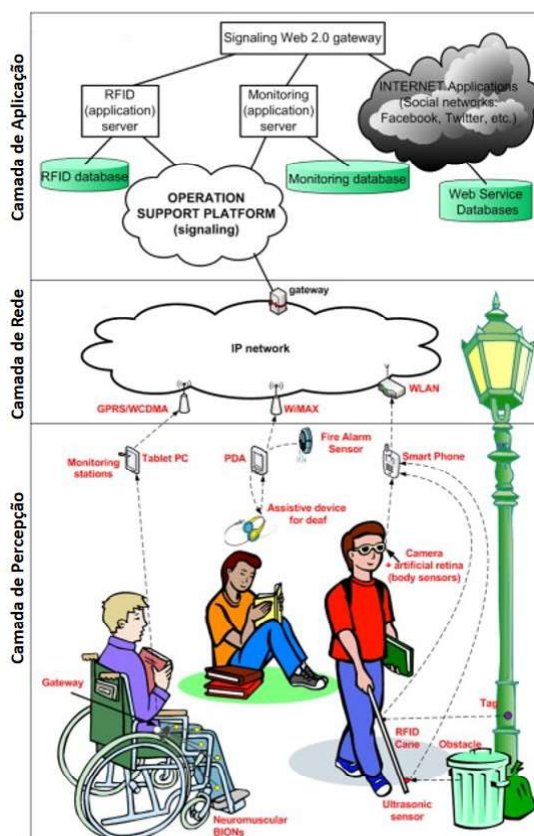 Camada de Aplicação
Signaling Web 2.0 gateway
RFID
(application)
server
Monitoring
(application)
server
INTERNET Applications
(Social networks:
Facebook, Twitter, etc.)
RFID database
Monitoring database
Web Service
Databases
OPERATION
SUPPORT PLATFORM
(signaling)
Camada de Rede
gateway
IP network
GPRS/WCDMA
WiMAX
WLAN
Camada de Percepção
Monitoring
stations
Tablet PC
PDA
Fire Alarm
Sensor
Smart Phone
Assistive device
for deaf
Camera
+ artificial retina
(body sensors)
Gateway
Tag
RFID
Cane
Obstacle
Ultrasonic
sensor
Neuromuscular
BIONs